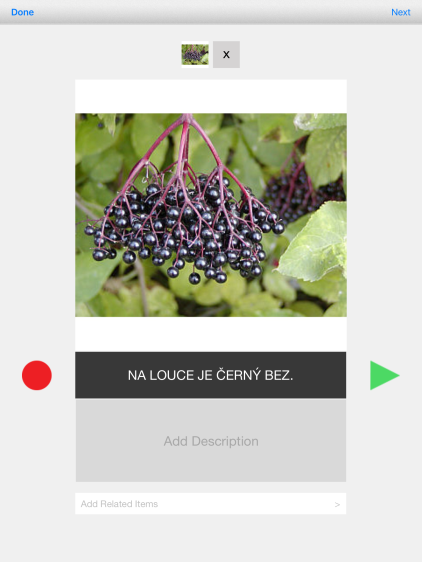 Done
Next
X
NA LOUCE JE ČERNÝ BEZ.
Add Description
Add Related Items
>